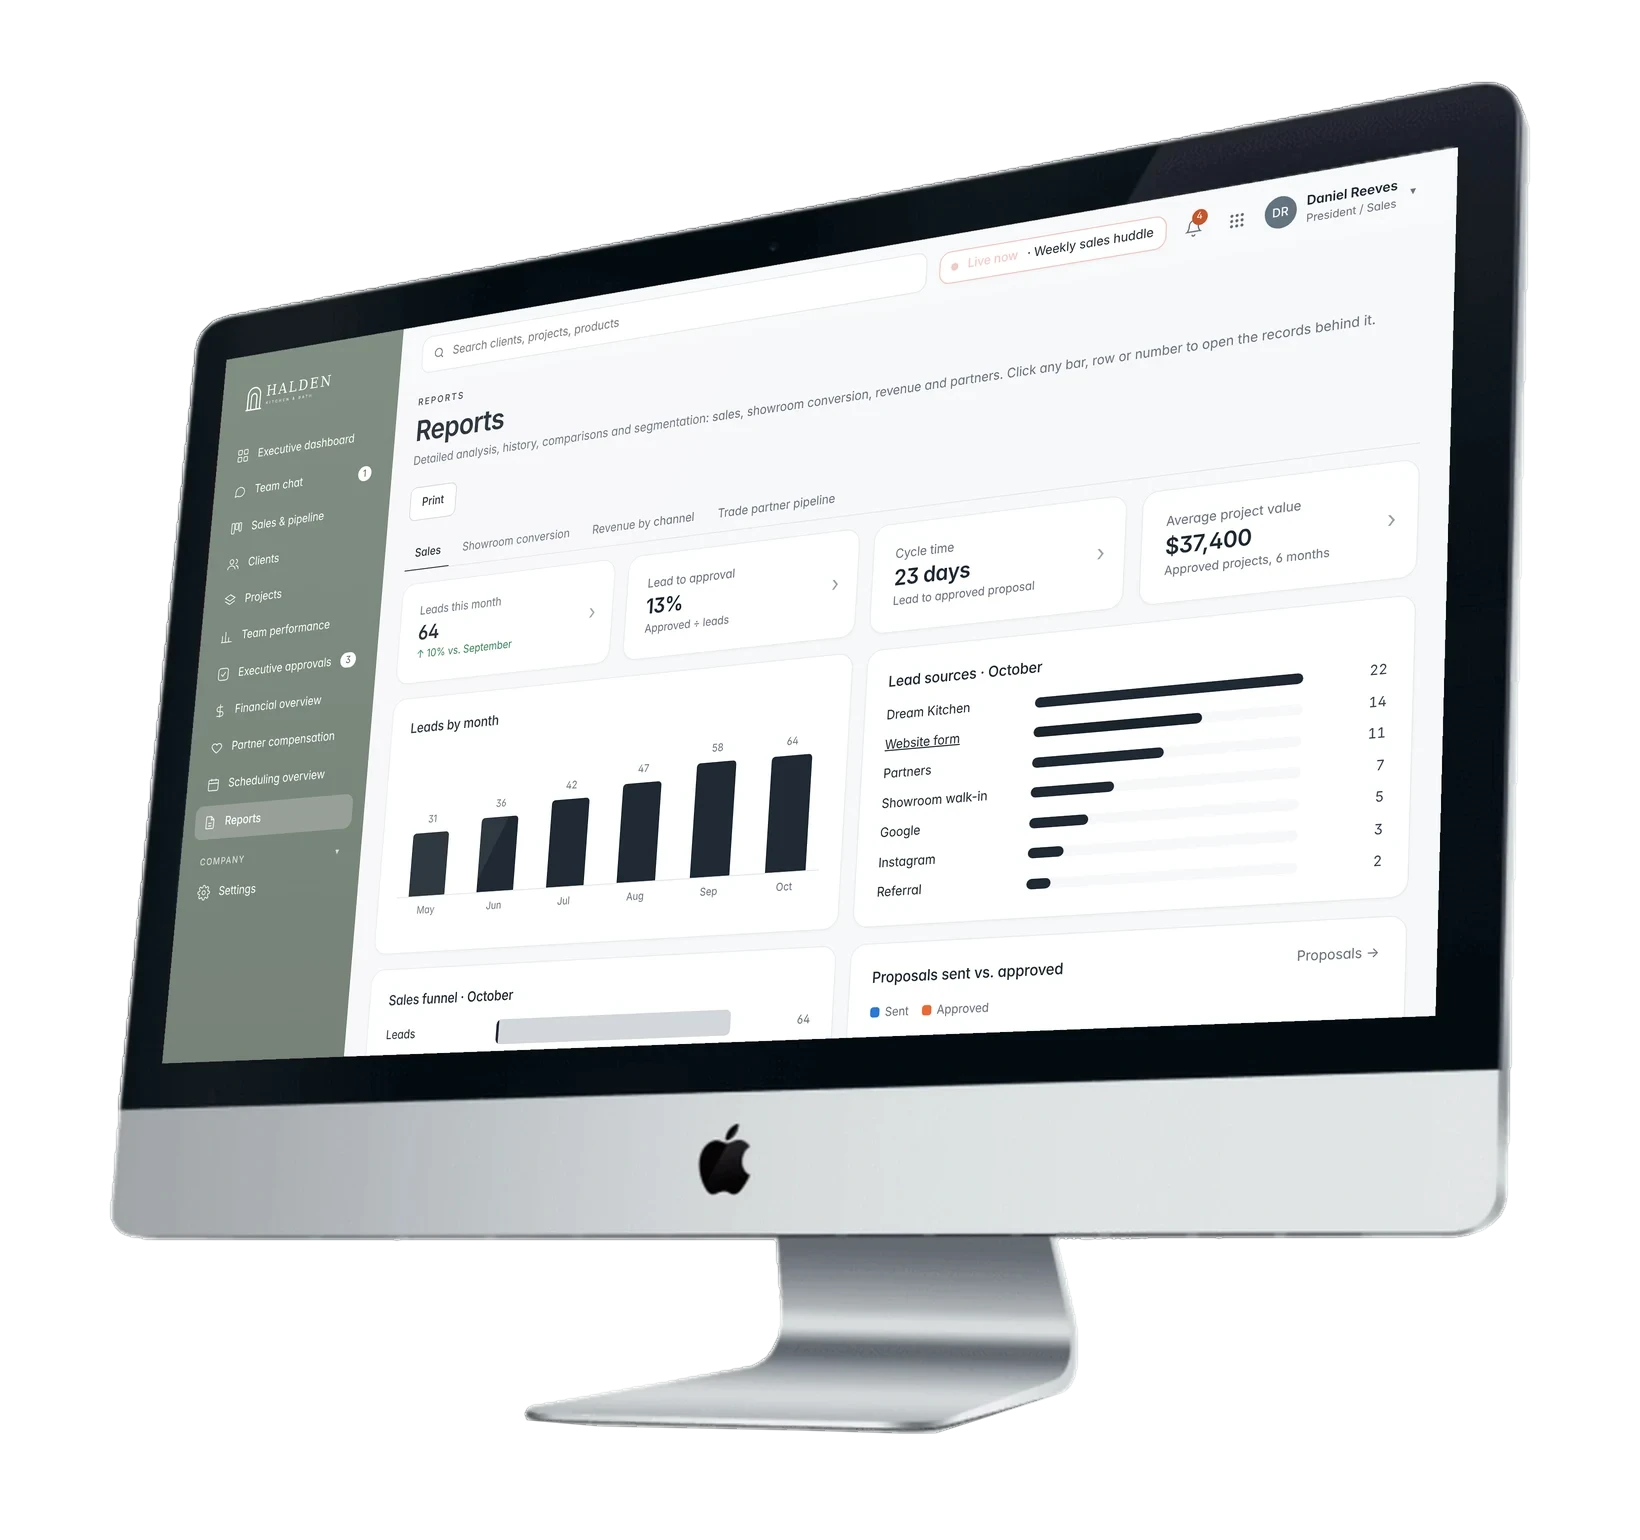 HALDEN
KITCHEN & BATH
Executive dashboard
Team chat
1
Sales & pipeline
Clients
Projects
Team performance
Executive approvals
3
Financial overview
Partner compensation
Scheduling overview
Reports
COMPANY
Settings
Search clients, projects, products
Live now · Weekly sales huddle
4
DR
Daniel Reeves
President / Sales
REPORTS
Reports
Detailed analysis, history, comparisons and segmentation: sales, showroom conversion, revenue and partners. Click any bar, row or number to open the records behind it.
Print
Sales
Showroom conversion
Revenue by channel
Trade partner pipeline
Leads this month
64
↑ 10% vs. September
Lead to approval
13%
Approved ÷ leads
Cycle time
23 days
Lead to approved proposal
Average project value
$37,400
Approved projects, 6 months
Leads by month
31
36
42
47
58
64
May
Jun
Jul
Aug
Sep
Oct
Lead sources · October
Dream Kitchen
22
Website form
14
Partners
11
Showroom walk-in
7
Google
5
Instagram
3
Referral
2
Sales funnel · October
Leads
64
Proposals sent vs. approved
Proposals →
Sent
Approved